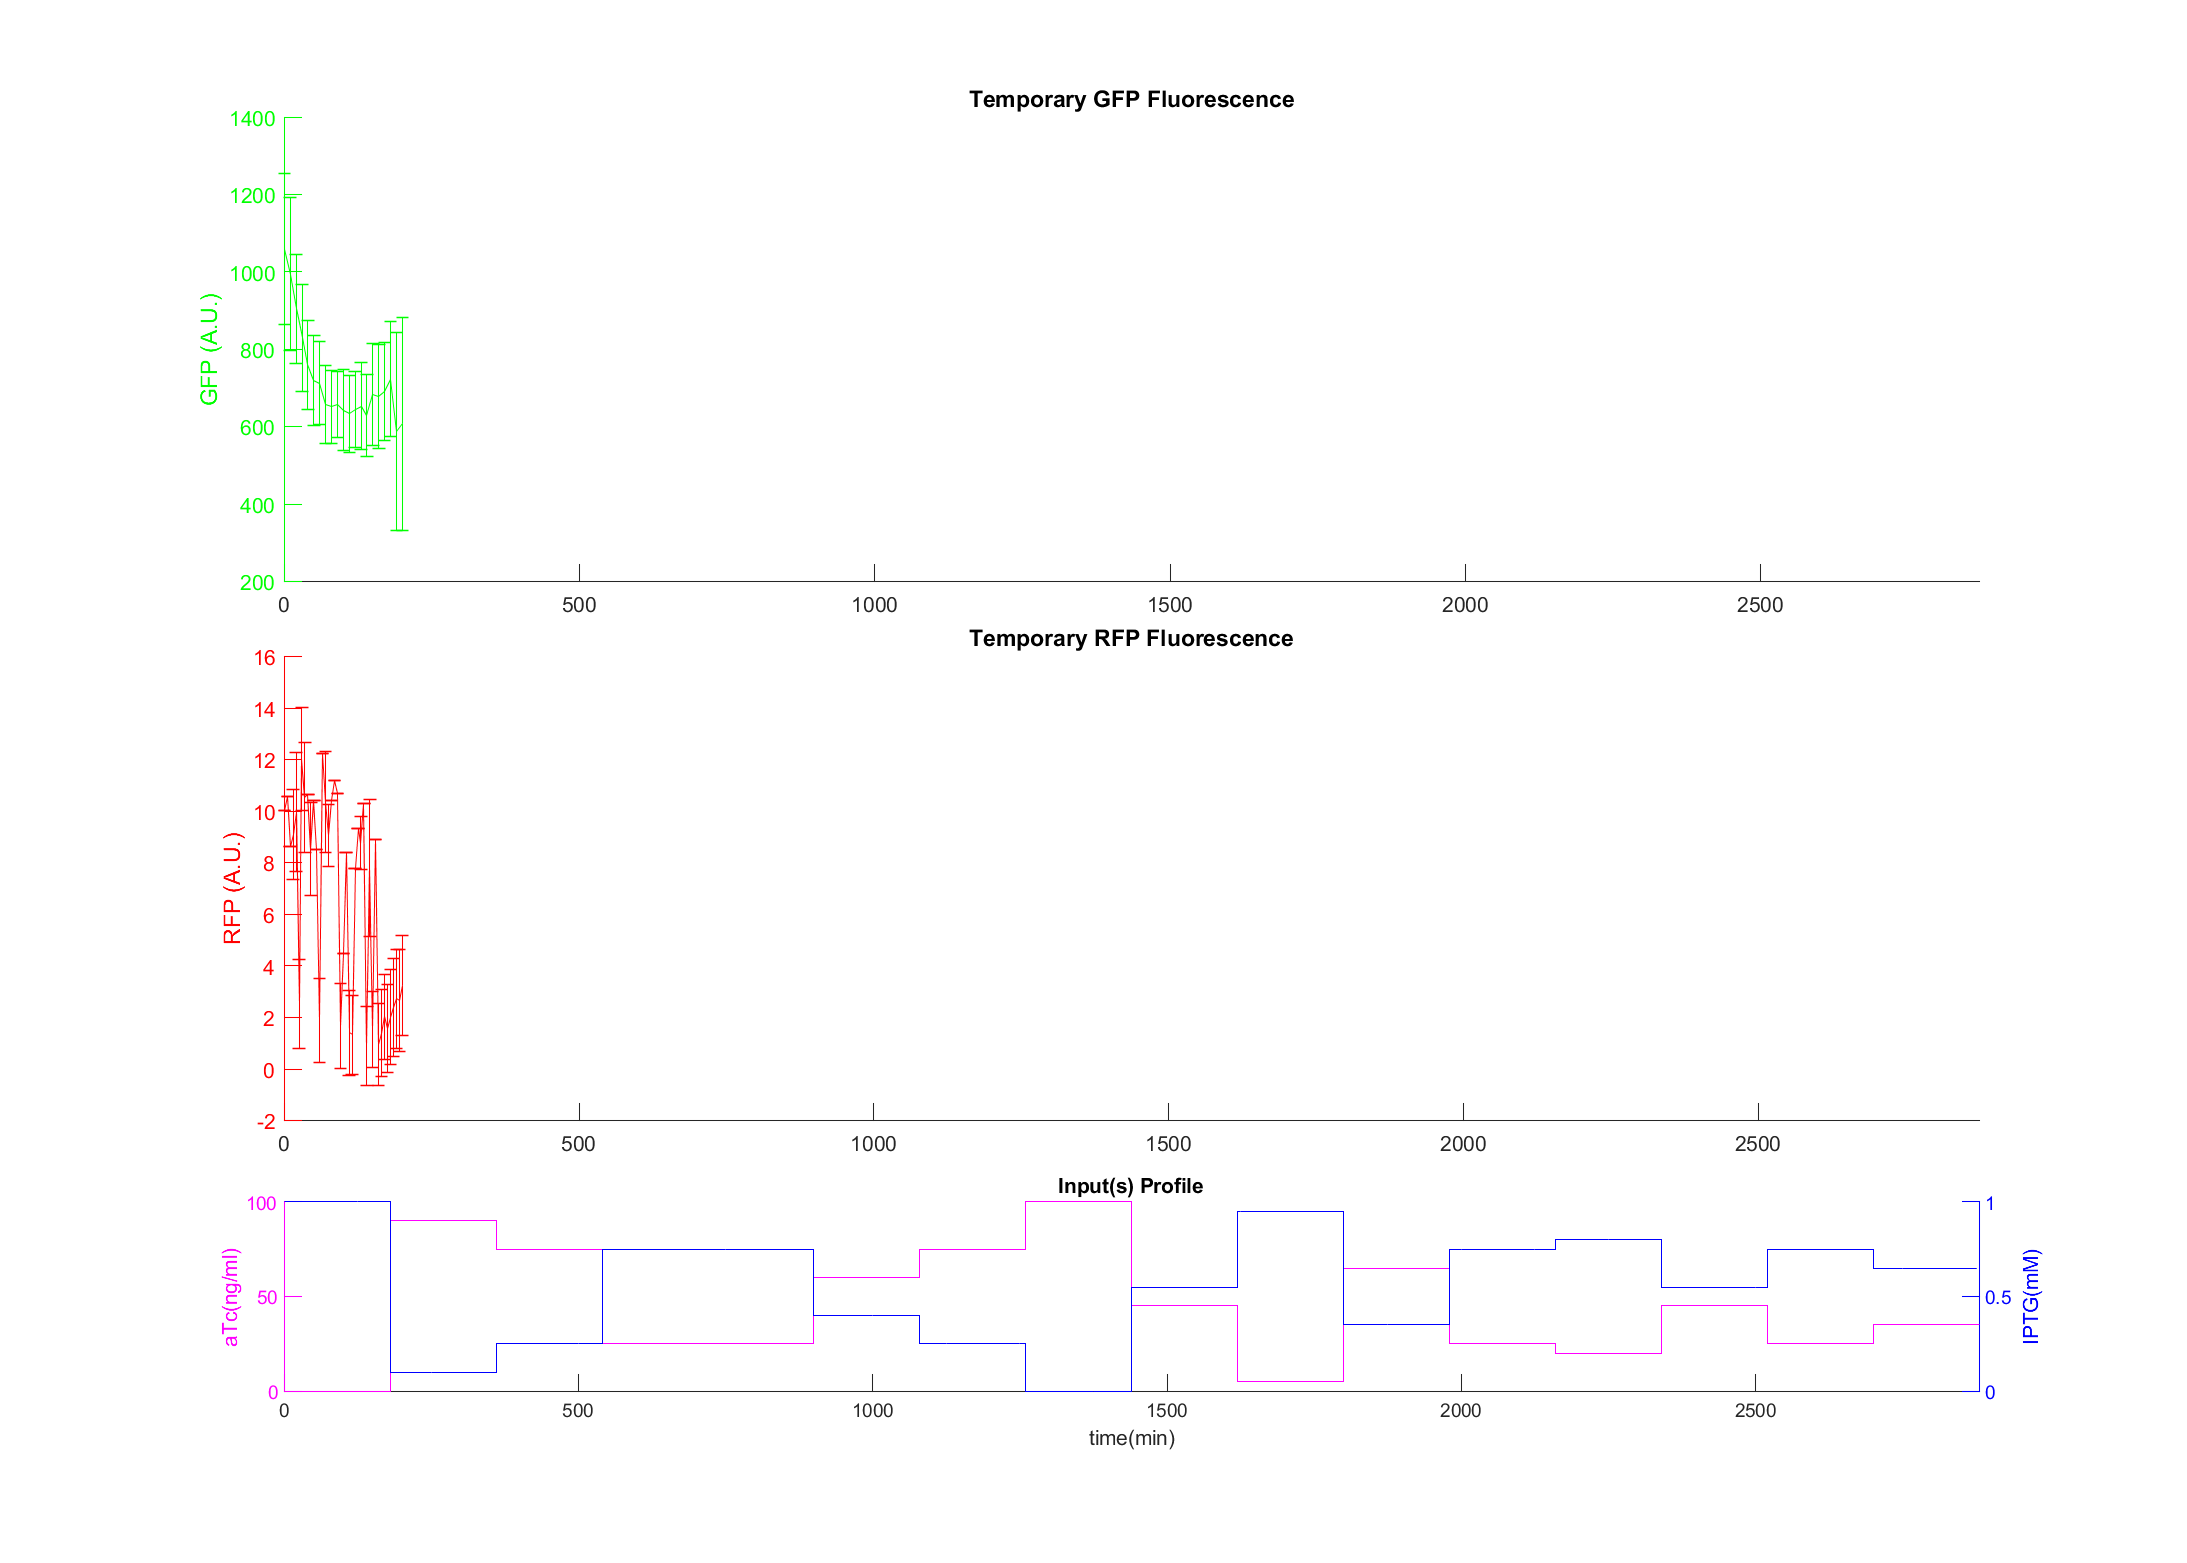 Temporary GFP Fluorescence
1400
1200
1000
800
600
400
200
GFP (A.U.)
0 500 1000 1500 2000 2500
Temporary RFP Fluorescence
16
14
12
10
8
6
4
2
0
-2
RFP (A.U.)
0 500 1000 1500 2000 2500
Input(s) Profile
100
50
0
aTc(ng/ml)
1
0.5
0
IPTG(mM)
0 500 1000 1500 2000 2500
time(min)